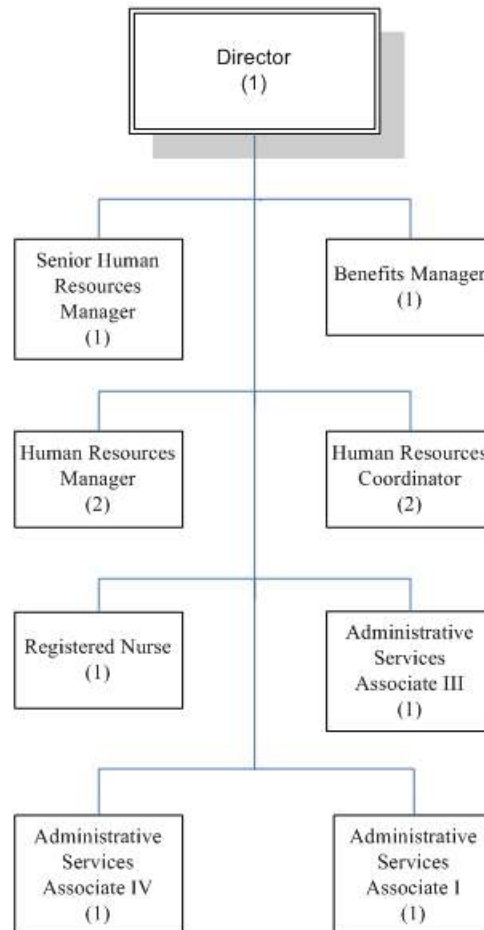 Director
(1)
Senior Human
Resources
Manager
(1)
Benefits Manager
(1)
Human Resources
Manager
(2)
Human Resources
Coordinator
(2)
Registered Nurse
(1)
Administrative
Services
Associate III
(1)
Administrative
Services
Associate IV
(1)
Administrative
Services
Associate I
(1)